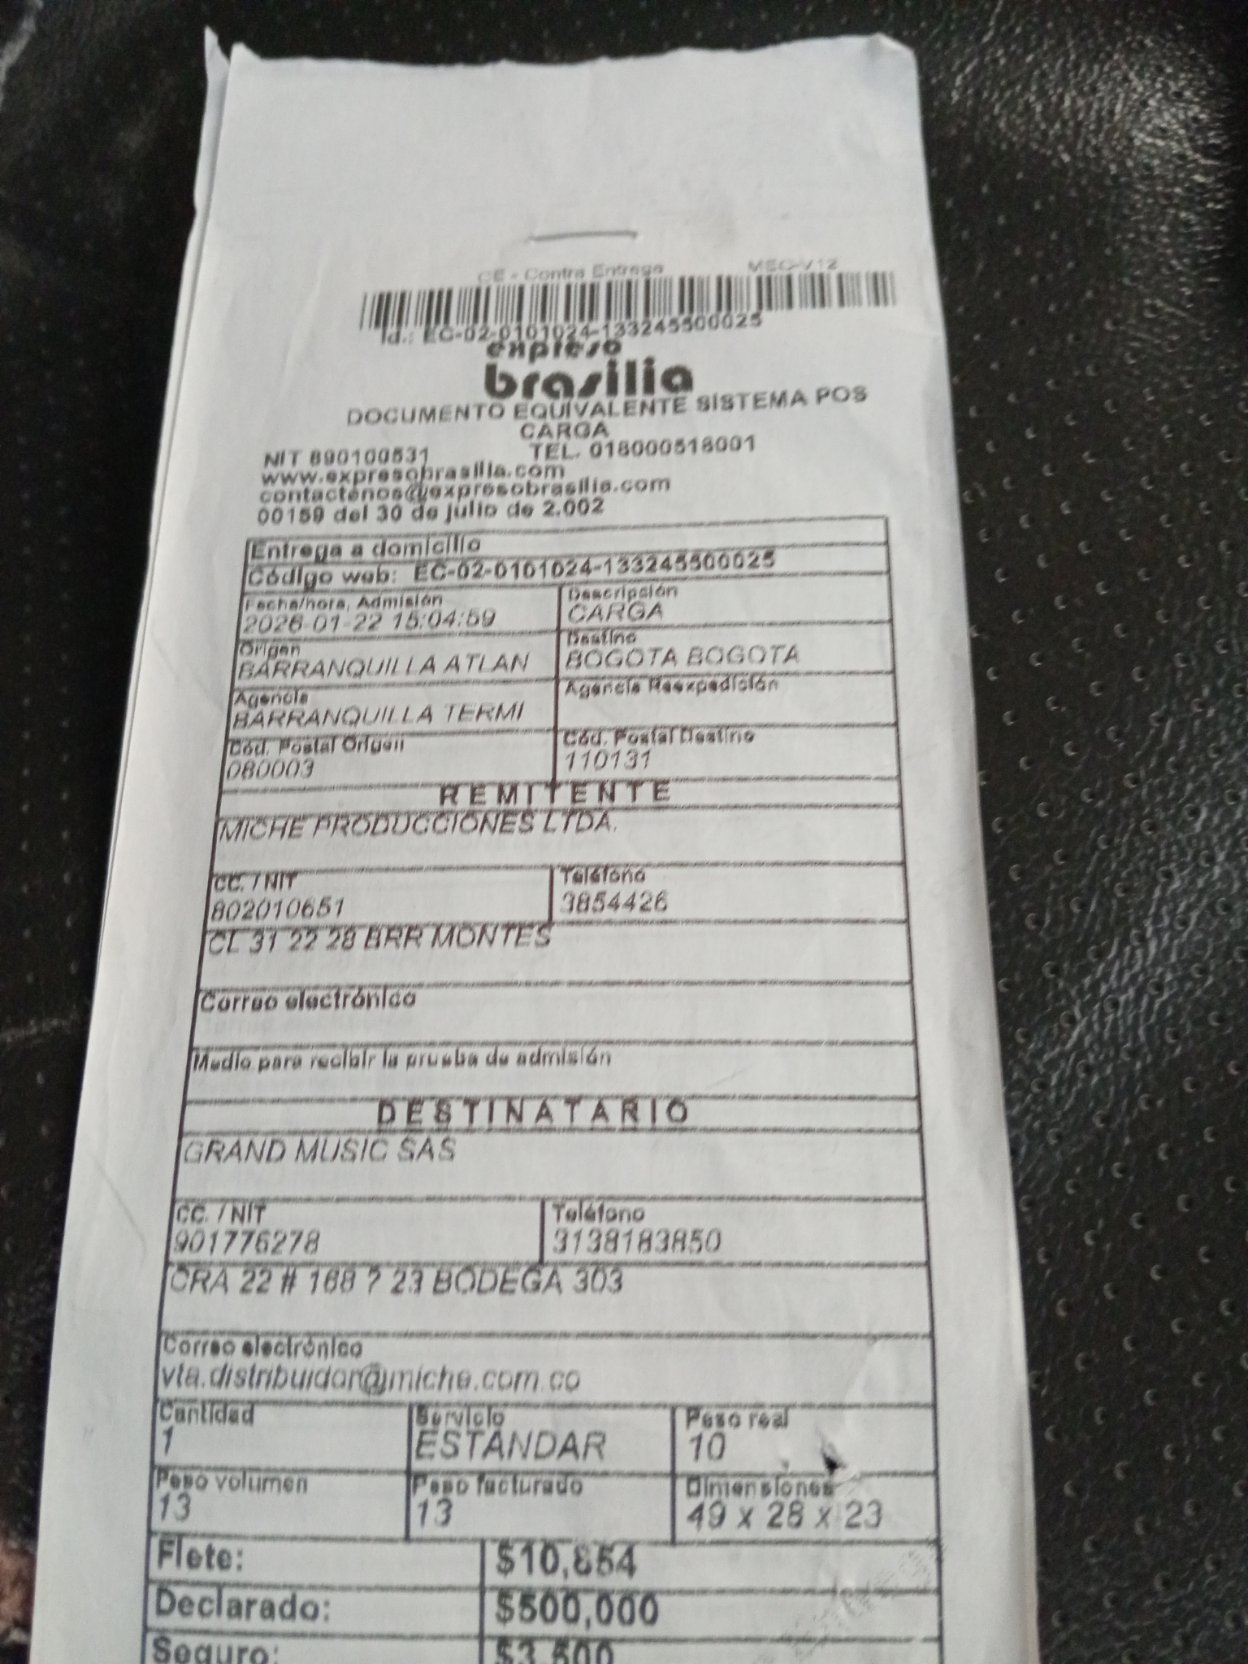 CE - Contra Entrega MEC-V12
Id.: EC-02-0101024-133245500025
expreso
brasilia
DOCUMENTO EQUIVALENTE SISTEMA POS
CARGA
NIT 890100531 TEL. 018000518001
www.expresobrasilia.com
contactenos@expresobrasilia.com
00159 del 30 de julio de 2.002
Entrega a domicilio
Código web: EC-02-0101024-133245500025
Fecha/hora, Admisión Descripsión
2026-01-22 15:04:59 CARGA
Origen Destino
BARRANQUILLA ATLAN BOGOTA BOGOTA
Agencia Agencia Reexpedición
BARRANQUILLA TERMI
Cód. Postal Origen Cód. Postal Destino
080003 110131
REMITENTE
MICHE PRODUCCIONES LTDA.
CC. / NIT Teléfono
802010651 3854426
CL 31 22 28 BRR MONTES
Correo electrónico
Medio para recibir la prueba de admisión
DESTINATARIO
GRAND MUSIC SAS
CC. / NIT Teléfono
901776278 3138183850
CRA 22 # 168 ? 23 BODEGA 303
Correo electrónico
vta.distribuidor@miche.com.co
Cantidad Servicio Peso real
1 ESTANDAR 10
Peso volumen Peso facturado Dimensiones
13 13 49 x 28 x 23
Flete: $10,854
Declarado: $500,000
Seguro: $3,500